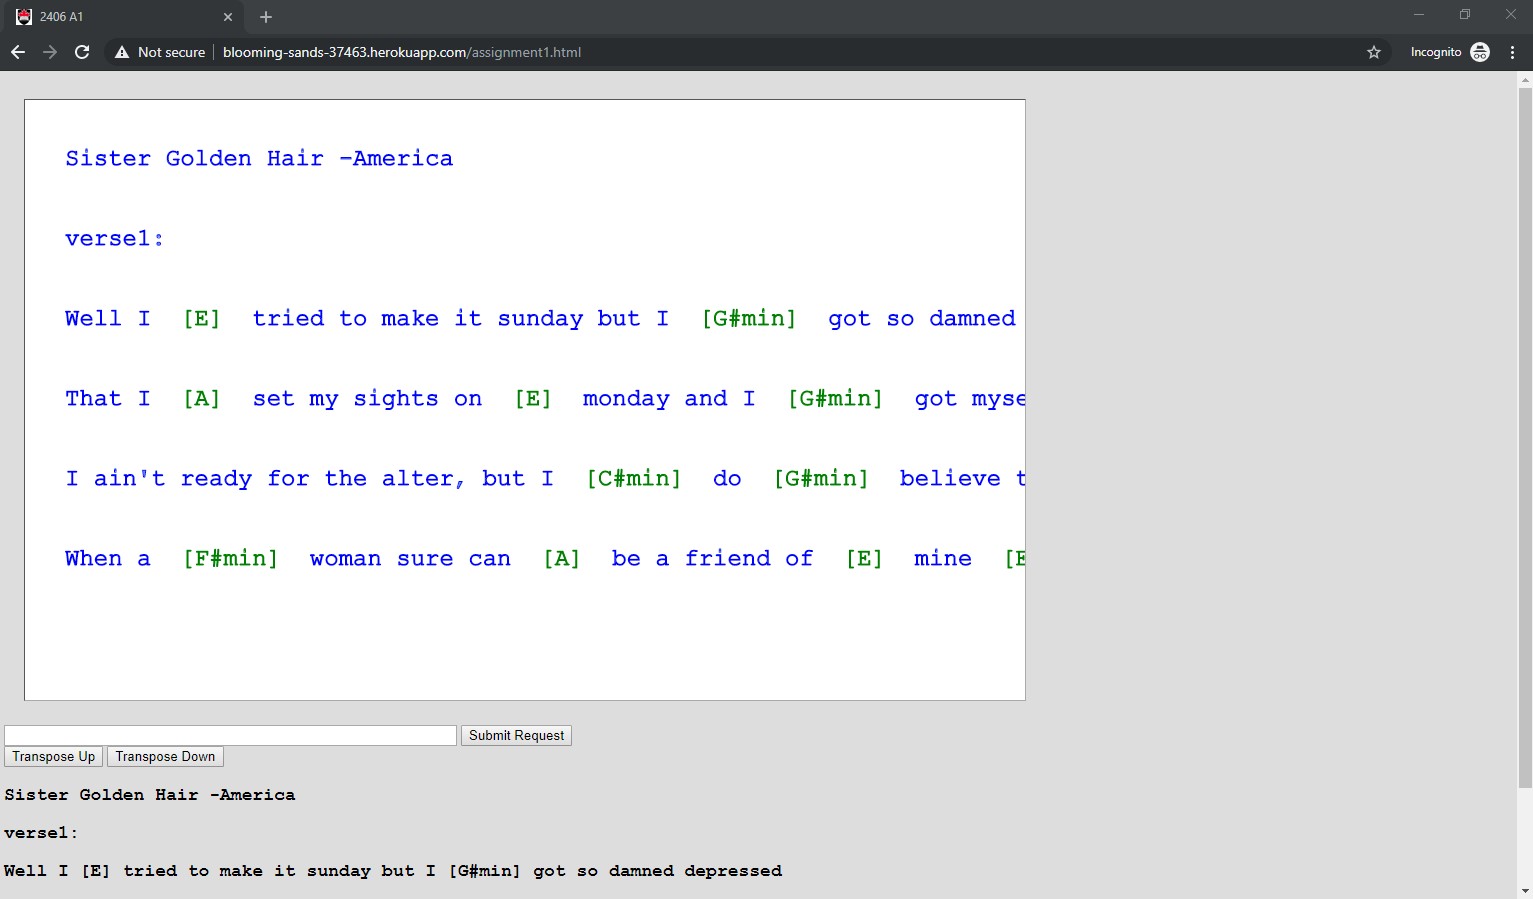 2406 A1
Not secure blooming-sands-37463.herokuapp.com/assignment1.html Incognito
Sister Golden Hair -America
verse1:
Well I [E] tried to make it sunday but I [G#min] got so damned
That I [A] set my sights on [E] monday and I [G#min] got myse
I ain't ready for the alter, but I [C#min] do [G#min] believe t
When a [F#min] woman sure can [A] be a friend of [E] mine [E
Submit Request
Transpose Up Transpose Down
Sister Golden Hair -America
verse1:
Well I [E] tried to make it sunday but I [G#min] got so damned depressed